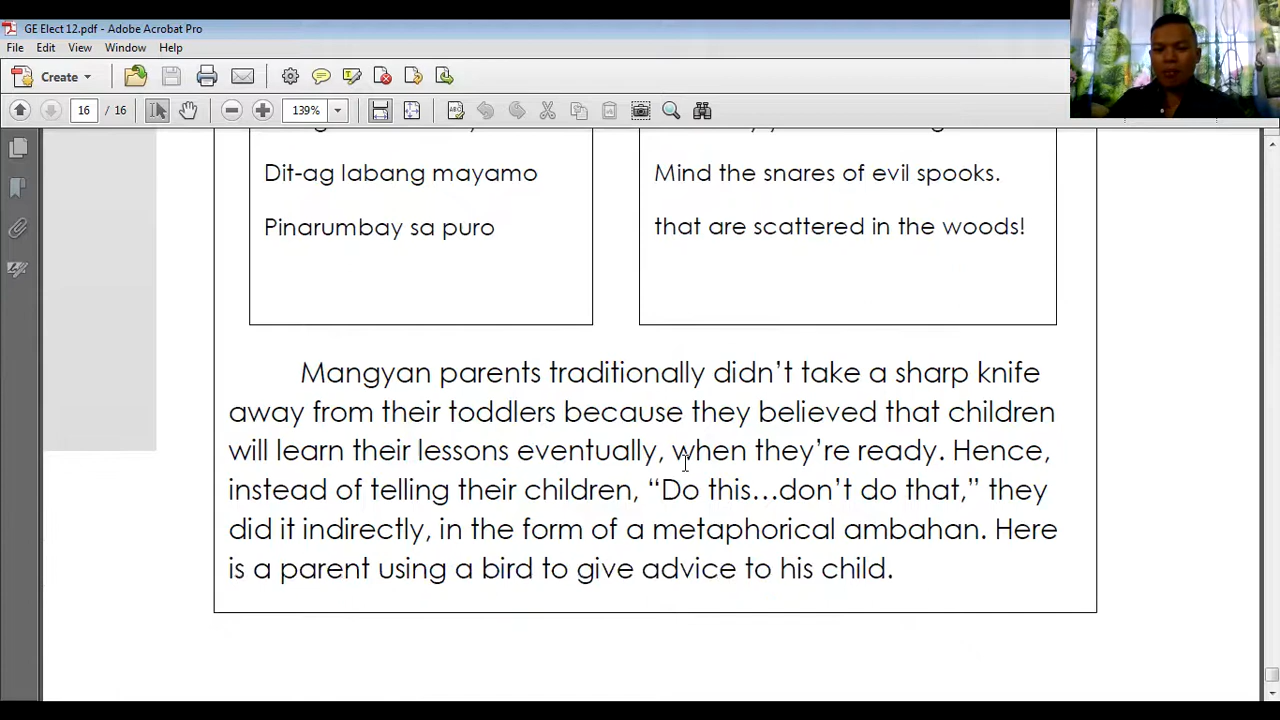 GE Elect 12.pdf - Adobe Acrobat Pro
File Edit View Window Help
Create
16 / 16 139%
Dit-ag labang mayamo
Pinarumbay sa puro
Mind the snares of evil spooks.
that are scattered in the woods!
Mangyan parents traditionally didn’t take a sharp knife
away from their toddlers because they believed that children
will learn their lessons eventually, when they’re ready. Hence,
instead of telling their children, “Do this…don’t do that,” they
did it indirectly, in the form of a metaphorical ambahan. Here
is a parent using a bird to give advice to his child.